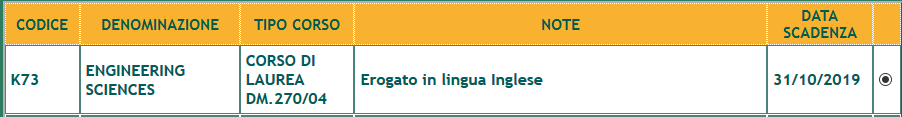 CODICE DENOMINAZIONE TIPO CORSO NOTE DATA SCADENZA
K73 ENGINEERING SCIENCES CORSO DI LAUREA DM.270/04 Erogato in lingua Inglese 31/10/2019